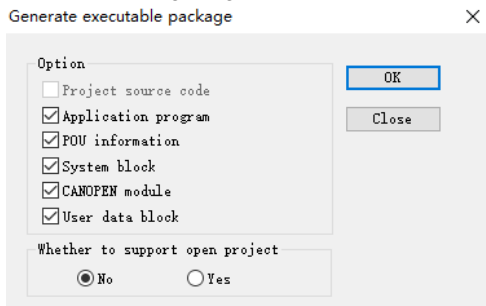 Generate executable package
Option
Project source code
Application program
POU information
System block
CANOPEN module
User data block
OK
Close
Whether to support open project
No Yes